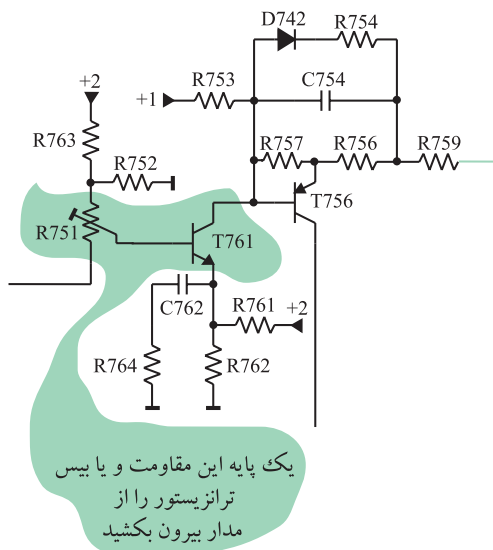 D742
R754
+2
R753
C754
+1
R763
R757
R756
R759
R752
T756
R751
T761
C762
R761
+2
R764
R762
یک پایه این مقاومت و یا بیس
ترانزیستور را از
مدار بیرون بکشید